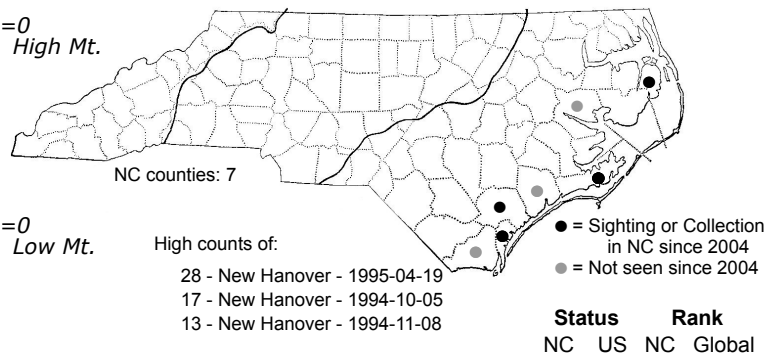 =0
High Mt.
NC counties: 7
=0
Low Mt.
High counts of:
28 - New Hanover - 1995-04-19
17 - New Hanover - 1994-10-05
13 - New Hanover - 1994-11-08
= Sighting or Collection
in NC since 2004
= Not seen since 2004
Status Rank
NC US NC Global